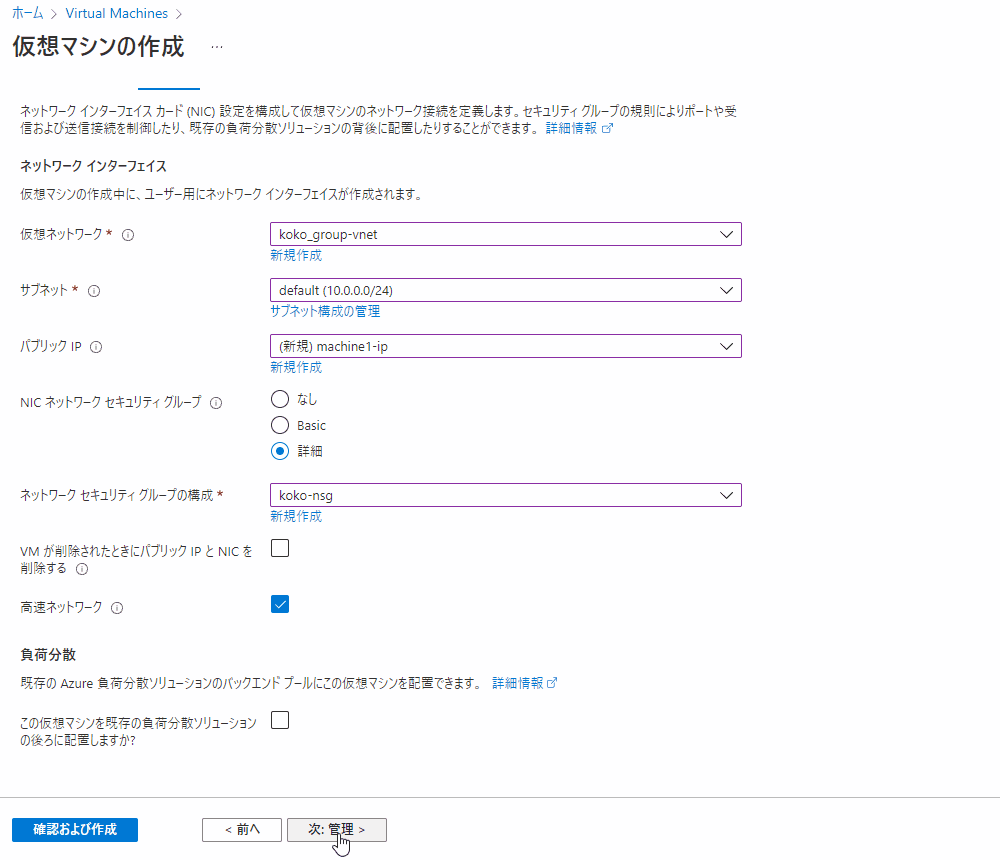 ホーム > Virtual Machines >
仮想マシンの作成 …
ネットワーク インターフェイス カード (NIC) 設定を構成して仮想マシンのネットワーク接続を定義します。セキュリティ グループの規則によりポートや受
信および送信接続を制御したり、既存の負荷分散ソリューションの背後に配置したりすることができます。 詳細情報
ネットワーク インターフェイス
仮想マシンの作成中に、ユーザー用にネットワーク インターフェイスが作成されます。
仮想ネットワーク * koko_group-vnet
新規作成
サブネット * default (10.0.0.0/24)
サブネット構成の管理
パブリック IP (新規) machine1-ip
新規作成
NIC ネットワーク セキュリティ グループ なし
Basic
詳細
ネットワーク セキュリティ グループの構成 * koko-nsg
新規作成
VM が削除されたときにパブリック IP と NIC を
削除する
高速ネットワーク
負荷分散
既存の Azure 負荷分散ソリューションのバックエンド プールにこの仮想マシンを配置できます。 詳細情報
この仮想マシンを既存の負荷分散ソリューション
の後ろに配置しますか?
確認および作成 < 前へ 次: 管理 >